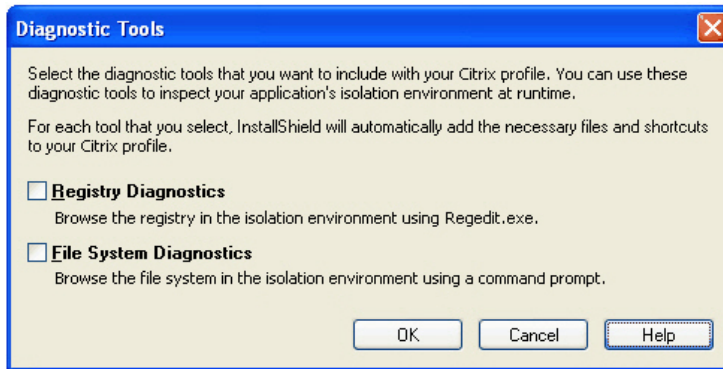 Diagnostic Tools
Select the diagnostic tools that you want to include with your Citrix profile. You can use these
diagnostic tools to inspect your application's isolation environment at runtime.
For each tool that you select, InstallShield will automatically add the necessary files and shortcuts
to your Citrix profile.
Registry Diagnostics
Browse the registry in the isolation environment using Regedit.exe.
File System Diagnostics
Browse the file system in the isolation environment using a command prompt.
OK Cancel Help